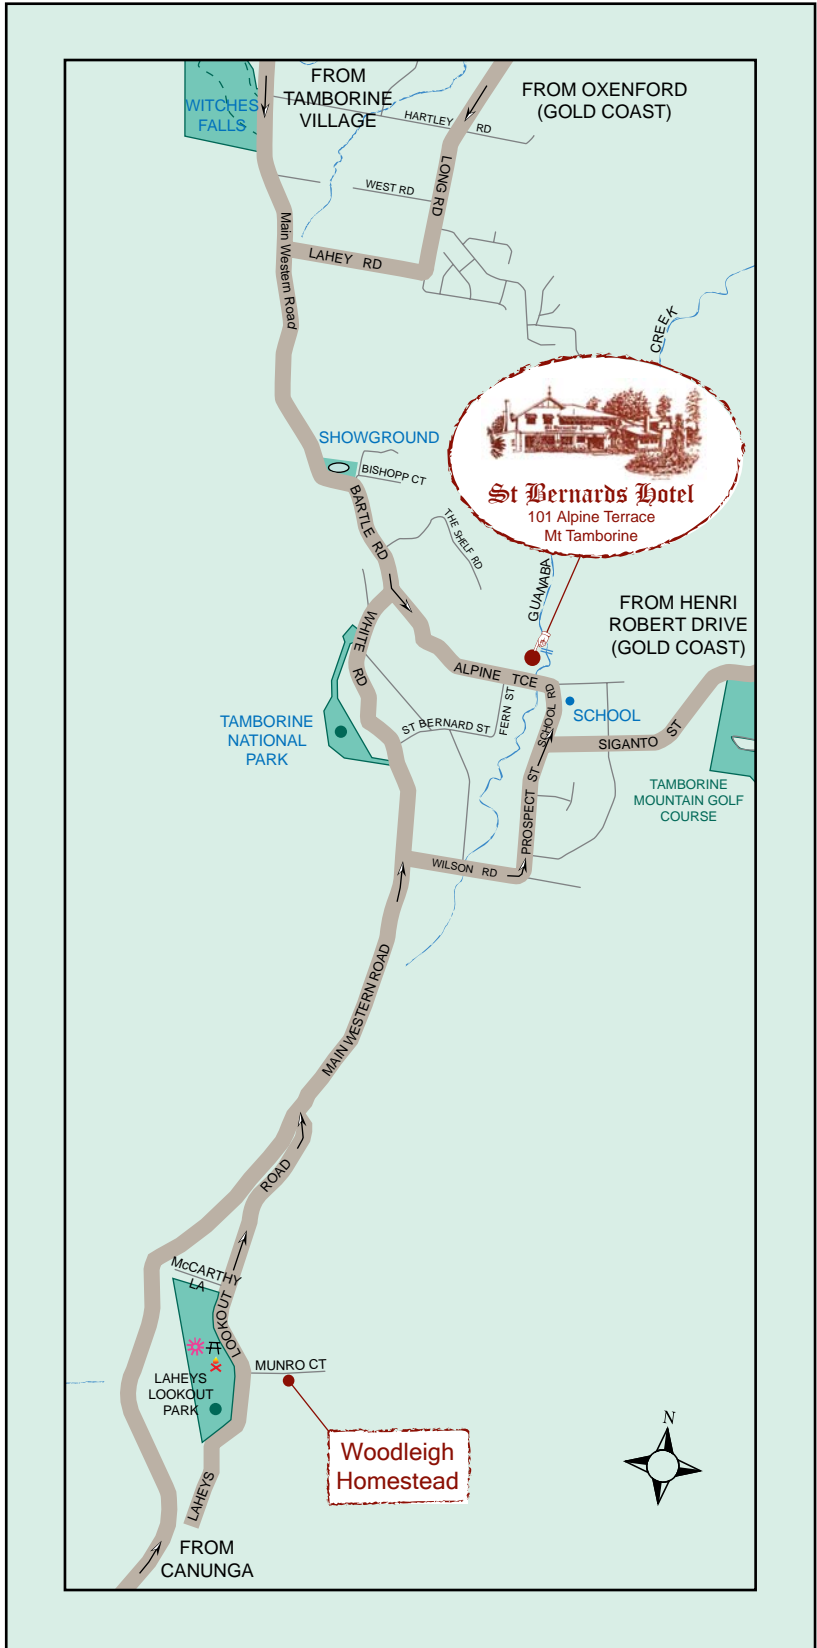 FROM
TAMBORINE
VILLAGE
FROM OXENFORD
(GOLD COAST)
WITCHES
FALLS
HARTLEY RD
LONG RD
WEST RD
Main Western Road
LAHEY RD
CREEK
SHOWGROUND
BISHOPP CT
St Bernards Hotel
101 Alpine Terrace
Mt Tamborine
BARTLE RD
THE SHELF RD
GUANABA
FROM HENRI
ROBERT DRIVE
(GOLD COAST)
WHITE RD
ALPINE TCE
SCHOOL RD
FERN ST
SCHOOL
ST BERNARD ST
SIGANTO ST
TAMBORINE
NATIONAL
PARK
TAMBORINE
MOUNTAIN GOLF
COURSE
PROSPECT ST
WILSON RD
MAIN WESTERN ROAD
McCARTHY
LA
LAHEYS LOOKOUT ROAD
MUNRO CT
LAHEYS
LOOKOUT
PARK
Woodleigh
Homestead
N
FROM
CANUNGA